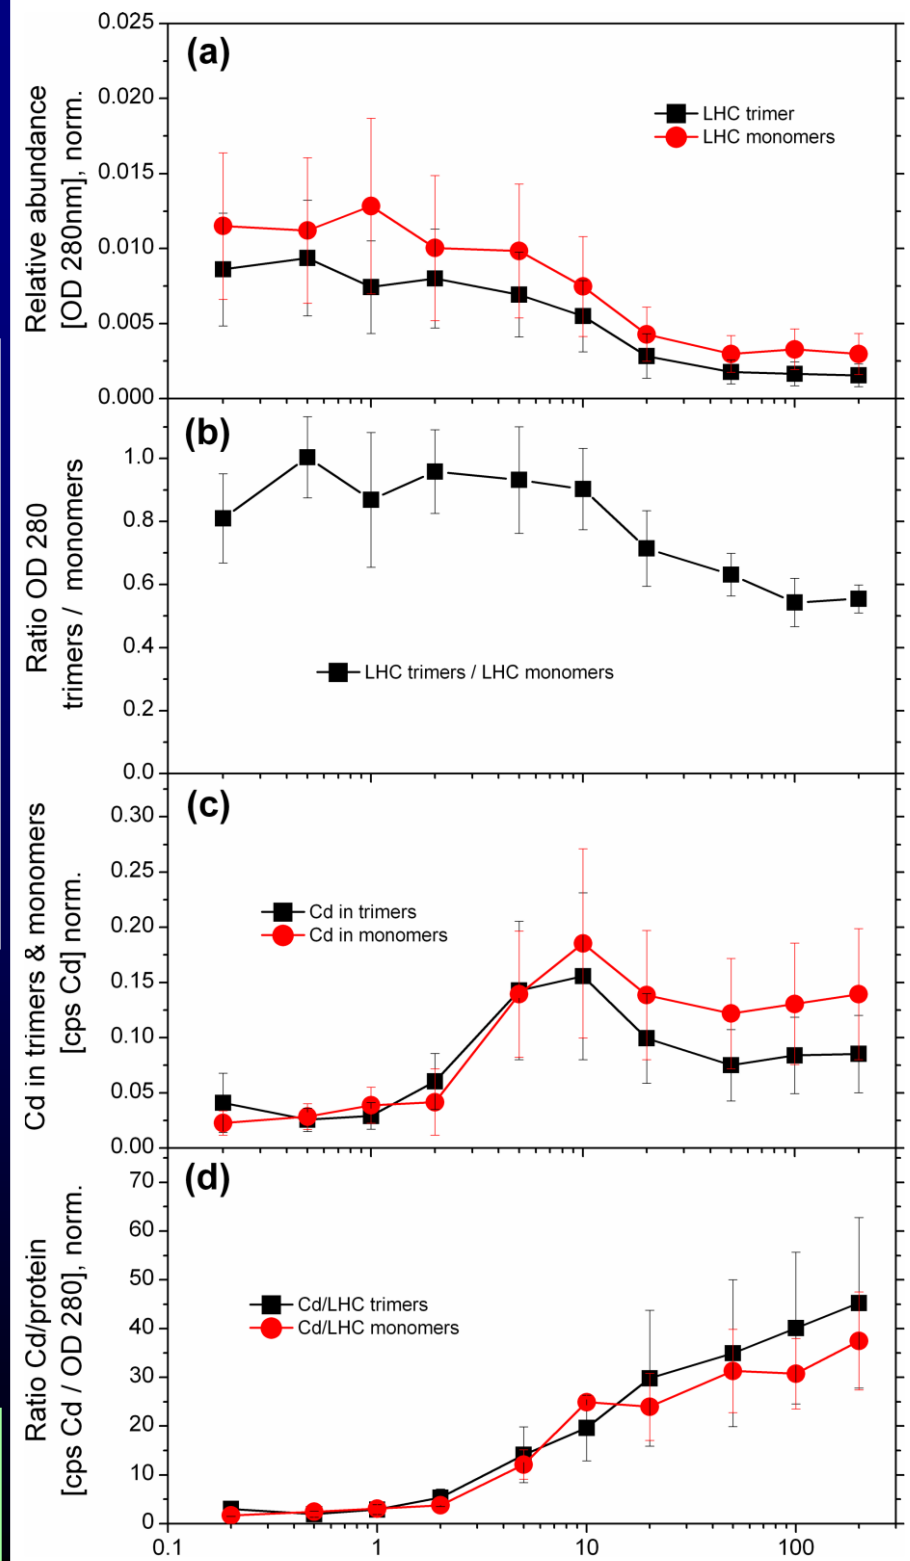 (a)
0.025
0.020
0.015
0.010
0.005
0.000
Relative abundance
[OD 280nm], norm.
LHC trimer
LHC monomers
(b)
1.0
0.8
0.6
0.4
0.2
0.0
Ratio OD 280
trimers / monomers
LHC trimers / LHC monomers
(c)
0.30
0.25
0.20
0.15
0.10
0.05
0.00
Cd in trimers & monomers
[cps Cd] norm.
Cd in trimers
Cd in monomers
(d)
70
60
50
40
30
20
10
0
Ratio Cd/protein
[cps Cd / OD 280], norm.
Cd/LHC trimers
Cd/LHC monomers
0.1 1 10 100